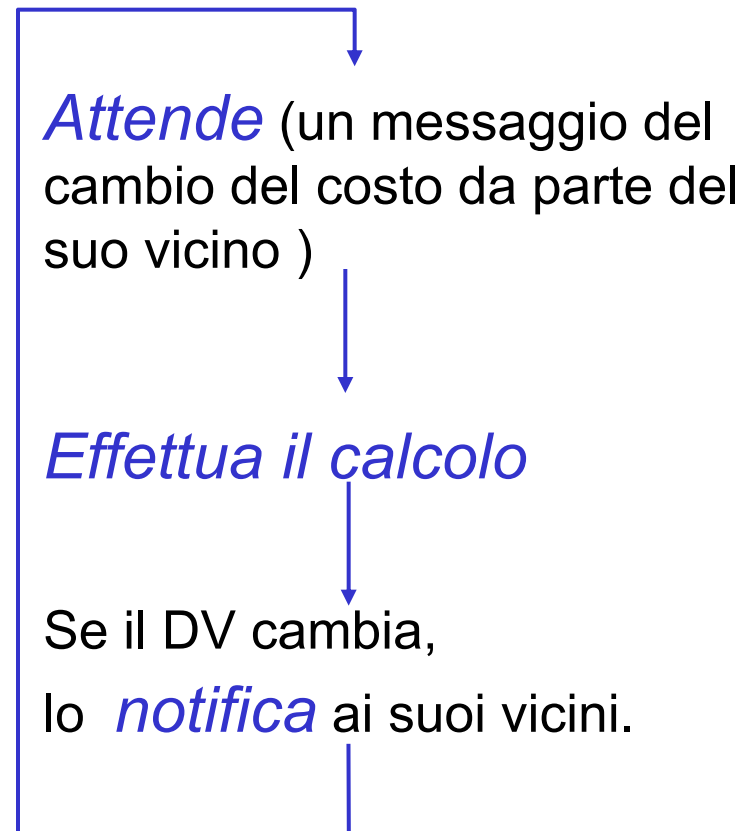 Attende (un messaggio del
cambio del costo da parte del
suo vicino )
Effettua il calcolo
Se il DV cambia,
lo notifica ai suoi vicini.